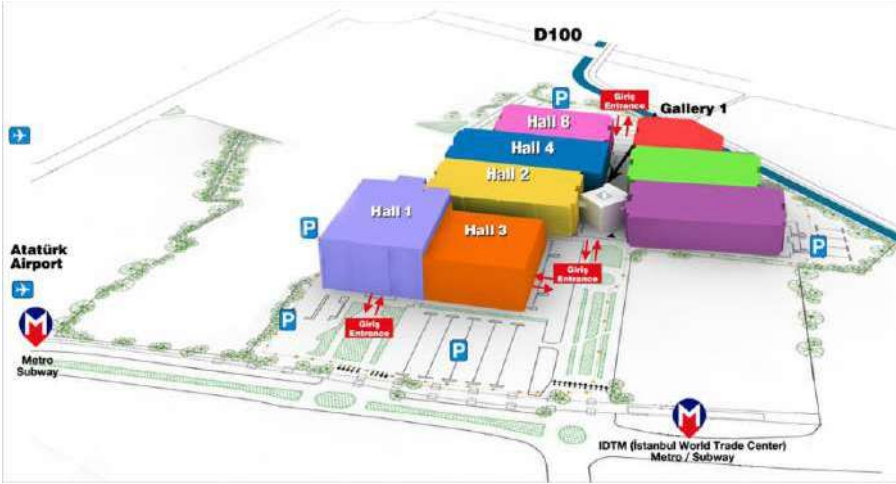 D100
P
Giriş
Entrance
Gallery 1
Hall 8
Hall 4
Hall 2
Hall 1
Hall 3
P
P
Atatürk
Airport
Giriş
Entrance
Giriş
Entrance
P
P
M
Metro
Subway
M
IDTM (İstanbul World Trade Center)
Metro / Subway